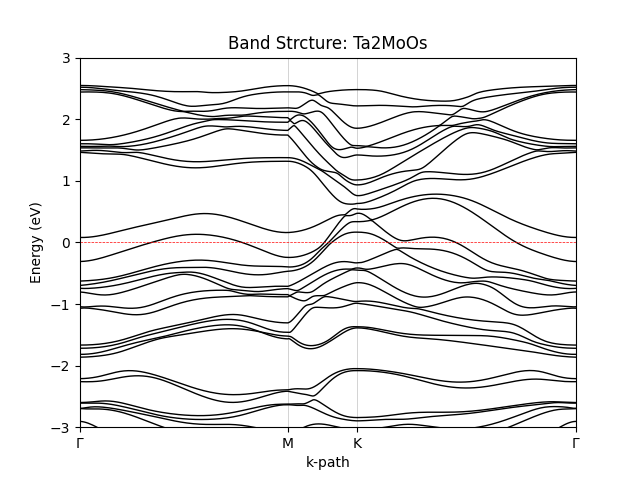 Band Strcture: Ta2MoOs
Energy (eV)
3
2
1
0
−1
−2
−3
Γ M K Γ
k-path